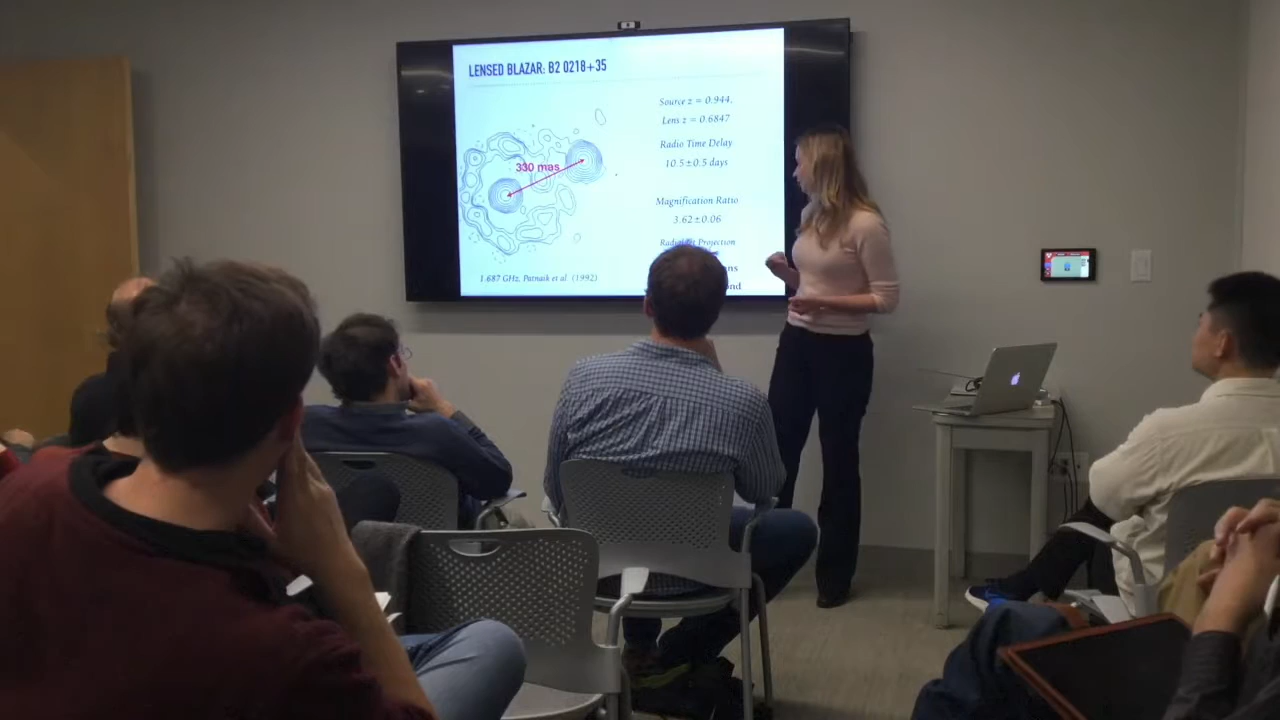 LENSED BLAZAR: B2 0218+35
Source z = 0.944,
Lens z = 0.6847
Radio Time Delay
10.5±0.5 days
330 mas
Magnification Ratio
3.62±0.06
Projection
1.687 GHz, Patnaik et al. (1992)